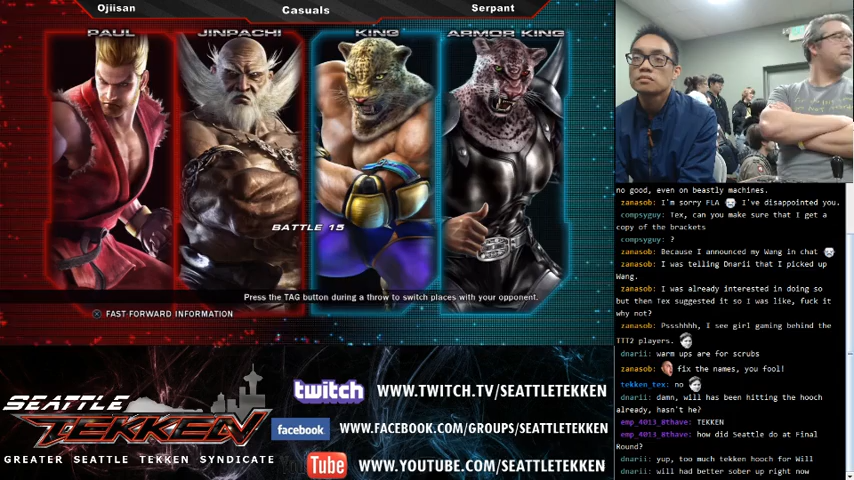 Ojiisan
Casuals
Serpant
PAUL
JINPACHI
KING
ARMOR KING
BATTLE 15
Press the TAG button during a throw to switch places with your opponent.
FAST-FORWARD INFORMATION
no good, even on beastly machines.
zanasob: I'm sorry FLA I've disappointed you.
compsyguy: Tex, can you make sure that I get a
copy of the brackets
compsyguy: ?
zanasob: Because I announced my Wang in chat
zanasob: I was telling Dnarii that I picked up
Wang.
zanasob: I was already interested in doing so
but then Tex suggested it so I was like, fuck it
why not?
zanasob: Pssshhhh, I see girl gaming behind the
TTT2 players.
dnarii: warm ups are for scrubs
zanasob: fix the names, you fool!
tekken_tex: no
dnarii: damn, will has been hitting the hooch
already, hasn't he?
emp_4013_8thave: TEKKEN
emp_4013_8thave: how did Seattle do at Final
Round?
dnarii: yup, too much tekken hooch for Will
dnarii: will had better sober up right now
SEATTLE
TEKKEN
GREATER SEATTLE TEKKEN SYNDICATE
twitch
WWW.TWITCH.TV/SEATTLETEKKEN
facebook
WWW.FACEBOOK.COM/GROUPS/SEATTLETEKKEN
YouTube
WWW.YOUTUBE.COM/SEATTLETEKKEN